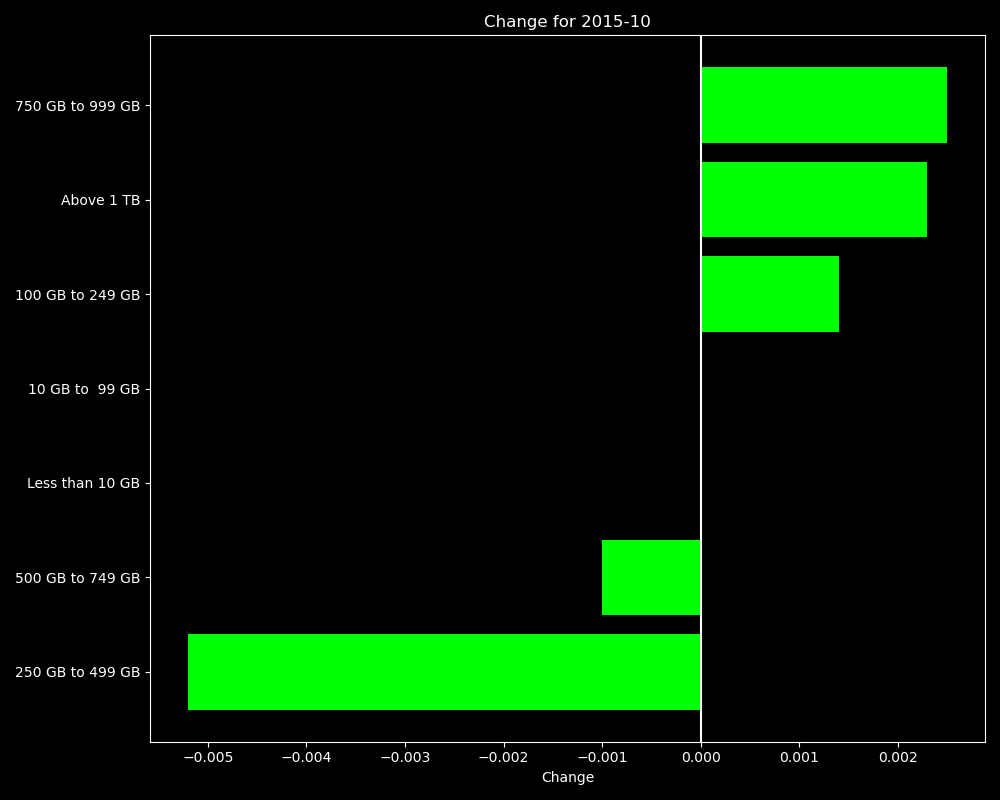 Change for 2015-10
750 GB to 999 GB
Above 1 TB
100 GB to 249 GB
10 GB to  99 GB
Less than 10 GB
500 GB to 749 GB
250 GB to 499 GB
−0.005 −0.004 −0.003 −0.002 −0.001 0.000 0.001 0.002
Change